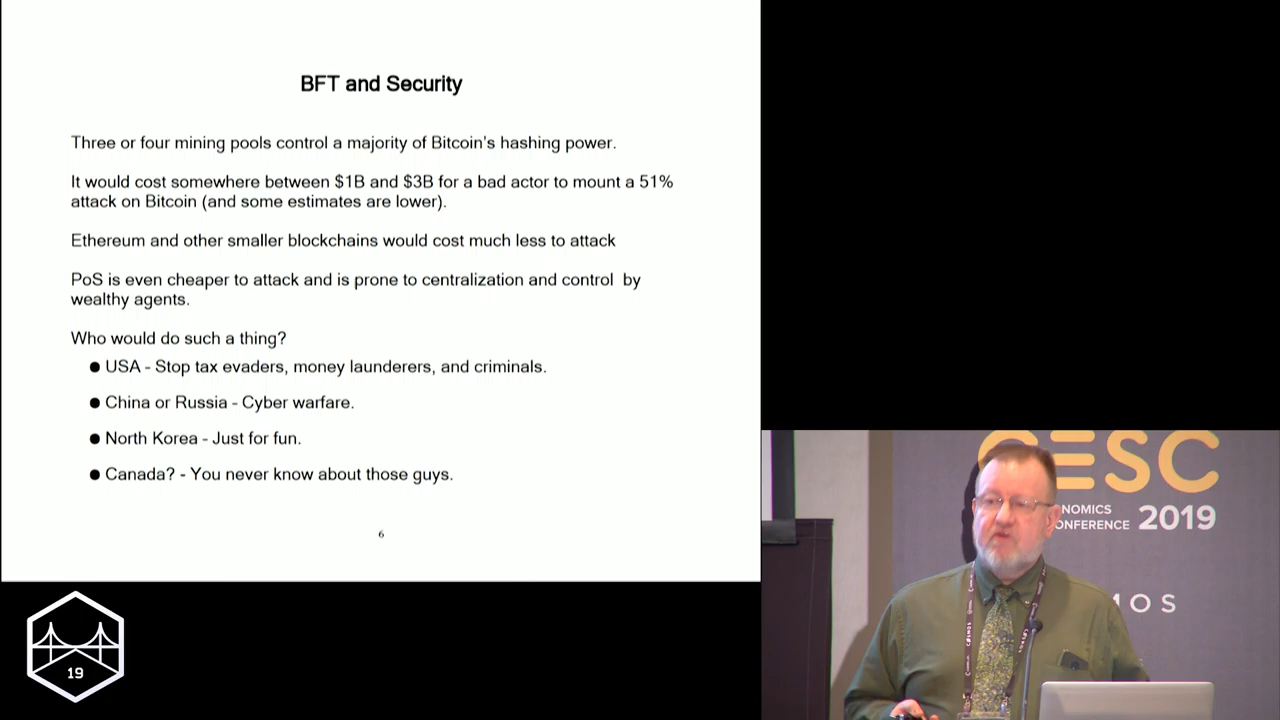 BFT and Security
Three or four mining pools control a majority of Bitcoin's hashing power.
It would cost somewhere between $1B and $3B for a bad actor to mount a 51%
attack on Bitcoin (and some estimates are lower).
Ethereum and other smaller blockchains would cost much less to attack
PoS is even cheaper to attack and is prone to centralization and control by
wealthy agents.
Who would do such a thing?
● USA - Stop tax evaders, money launderers, and criminals.
● China or Russia - Cyber warfare.
● North Korea - Just for fun.
● Canada? - You never know about those guys.
6
19
CESC
NOMICS
ONFERENCE 2019
MOS
COSMOS